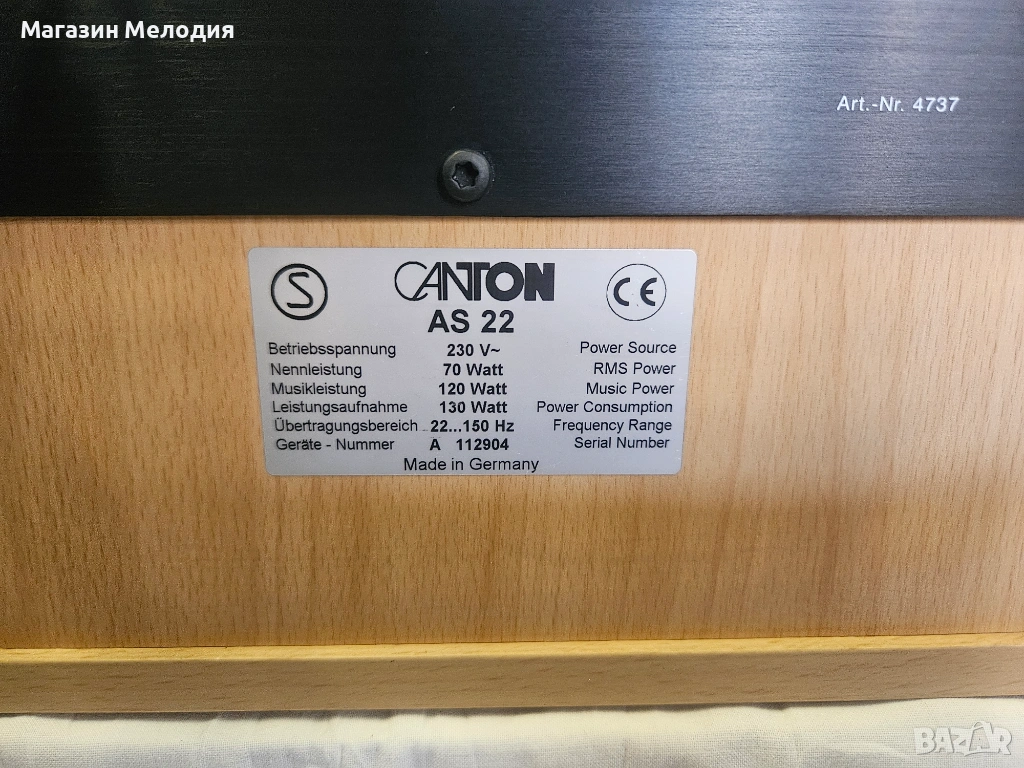 Магазин Мелодия
Art.-Nr. 4737
S CANTON CE
AS 22
Betriebsspannung 230 V~ Power Source
Nennleistung 70 Watt RMS Power
Musikleistung 120 Watt Music Power
Leistungsaufnahme 130 Watt Power Consumption
Übertragungsbereich 22...150 Hz Frequency Range
Geräte - Nummer A 112904 Serial Number
Made in Germany
BAZAR